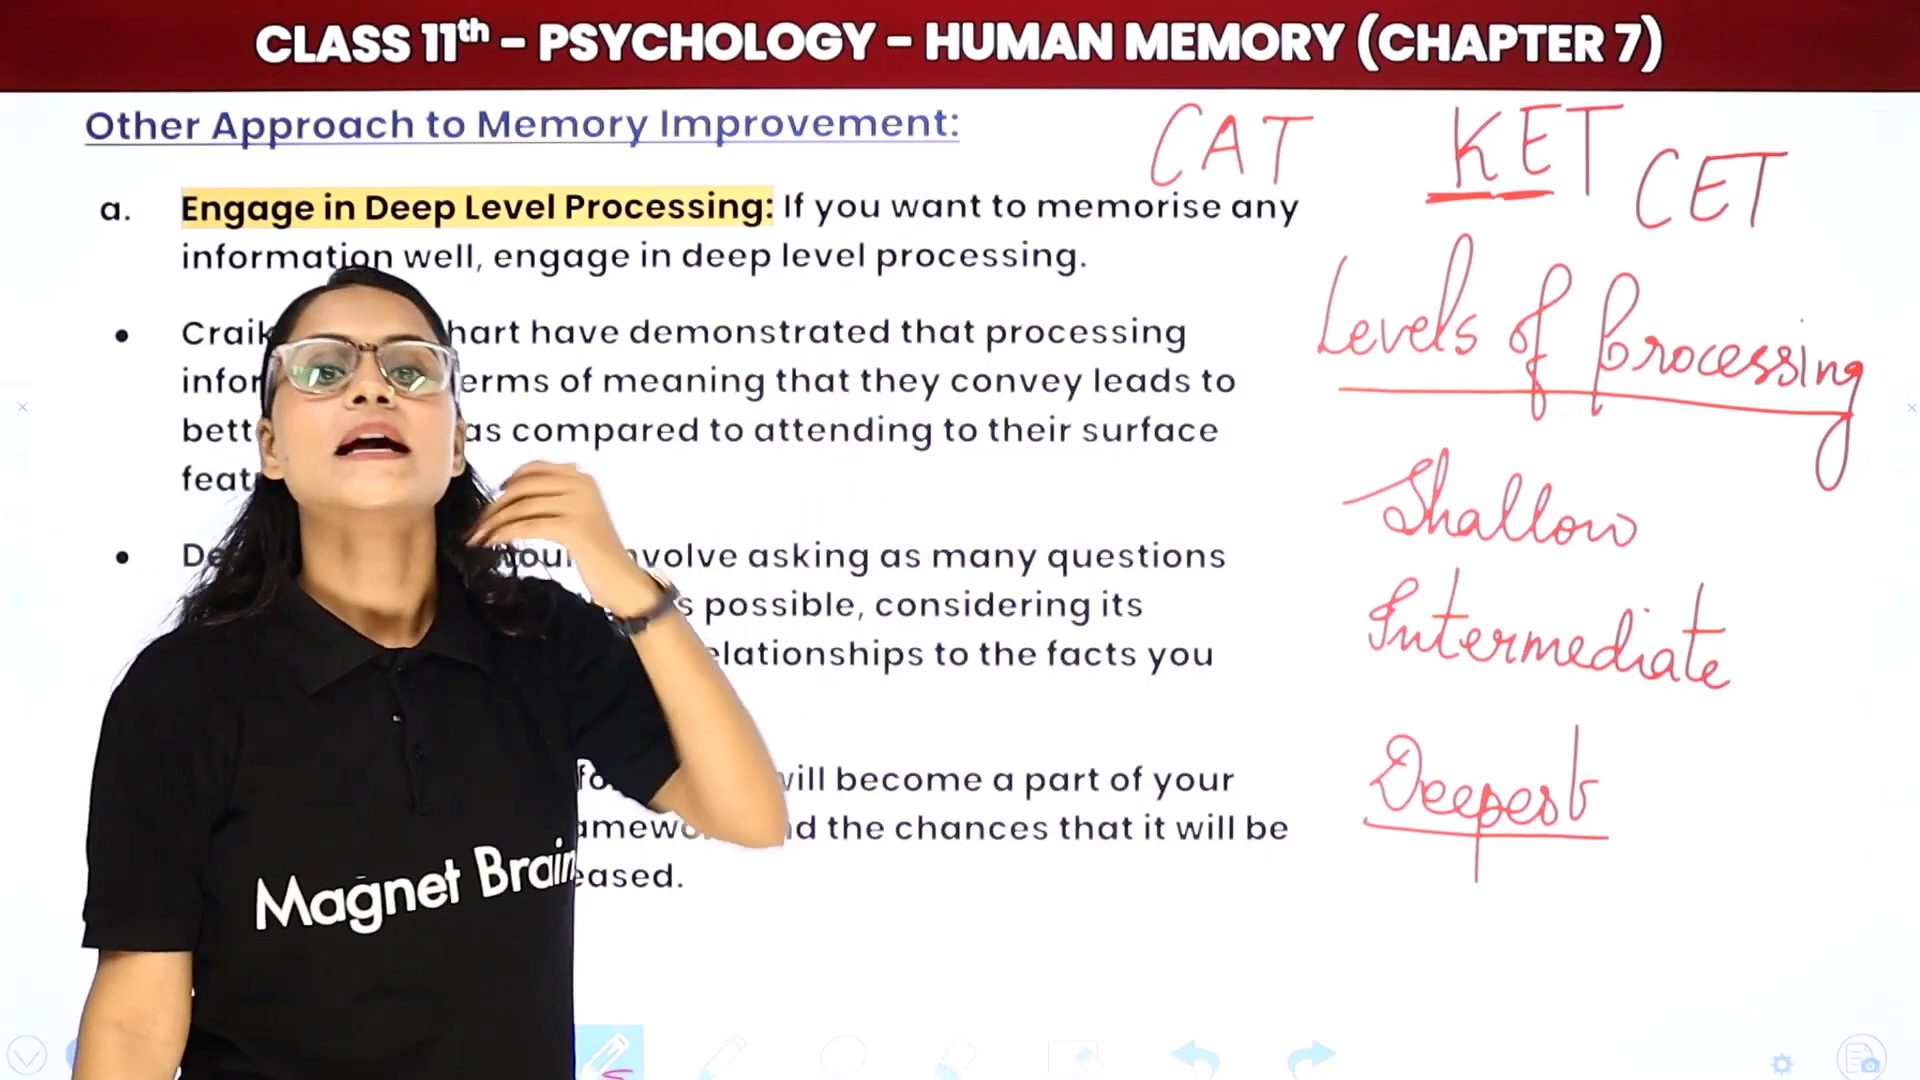 CLASS 11th - PSYCHOLOGY - HUMAN MEMORY (CHAPTER 7)
Other Approach to Memory Improvement:
CAT KET CET
a. Engage in Deep Level Processing: If you want to memorise any
information well, engage in deep level processing.
Levels of Processing
• Craik hart have demonstrated that processing
erms of meaning that they convey leads to
as compared to attending to their surface
Shallow
• involve asking as many questions
s possible, considering its
elationships to the facts you
Intermediate
Deepest
will become a part of your
and the chances that it will be
eased.
Magnet Brain